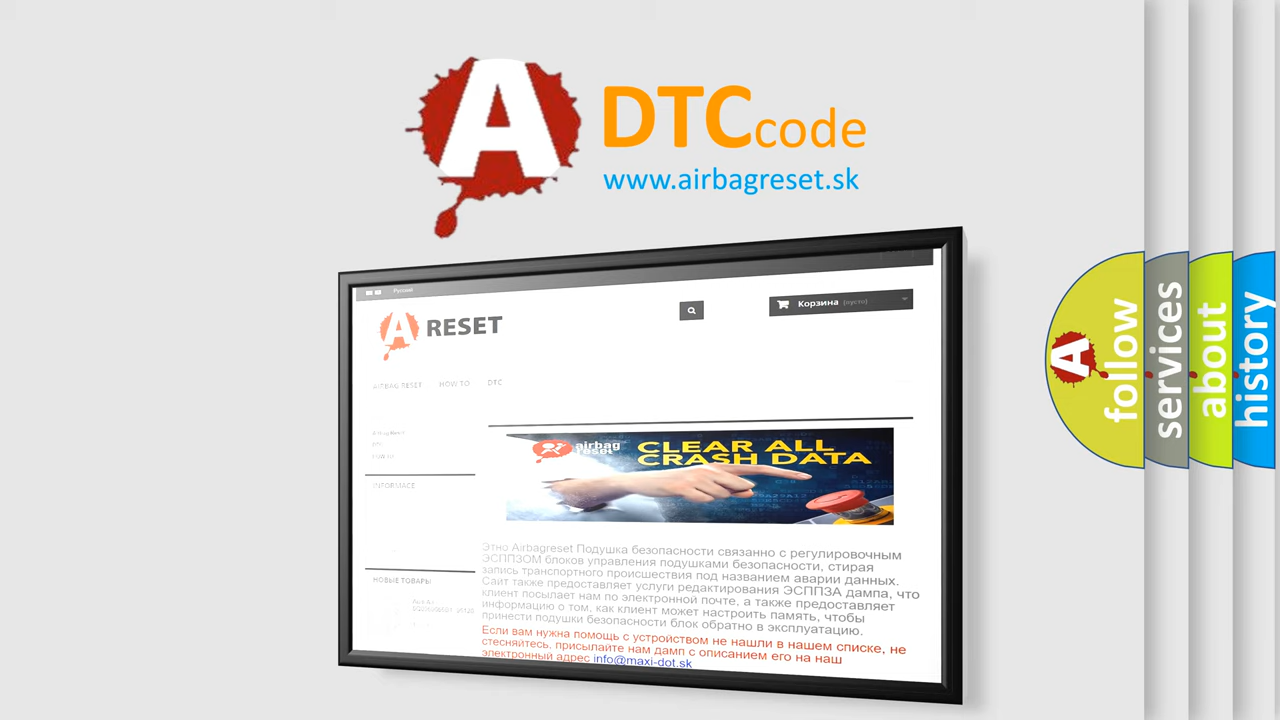 A DTCcode
www.airbagreset.sk
Русский
A RESET
Корзина (пусто)
AIRBAG RESET HOW TO DTC
INFORMACE
НОВЫЕ ТОВАРЫ
airbag
reset
CLEAR ALL
CRASH DATA
Этно Airbagreset Подушка безопасности связанно с регулировочным
ЭСППЗОМ блоков управления подушками безопасности, стирая
запись транспортного происшествия под названием аварии данных.
Сайт также предоставляет услуги редактирования ЭСППЗА дампа, что
клиент посылает нам по электронной почте, а также предоставляет
информацию о том, как клиент может настроить память, чтобы
принести подушки безопасности блок обратно в эксплуатацию.
Если вам нужна помощь с устройством не нашли в нашем списке, не
стесняйтесь, присылайте нам дамп с описанием его на наш
электронный адрес info@maxi-dot.sk
A
follow
services
about
history